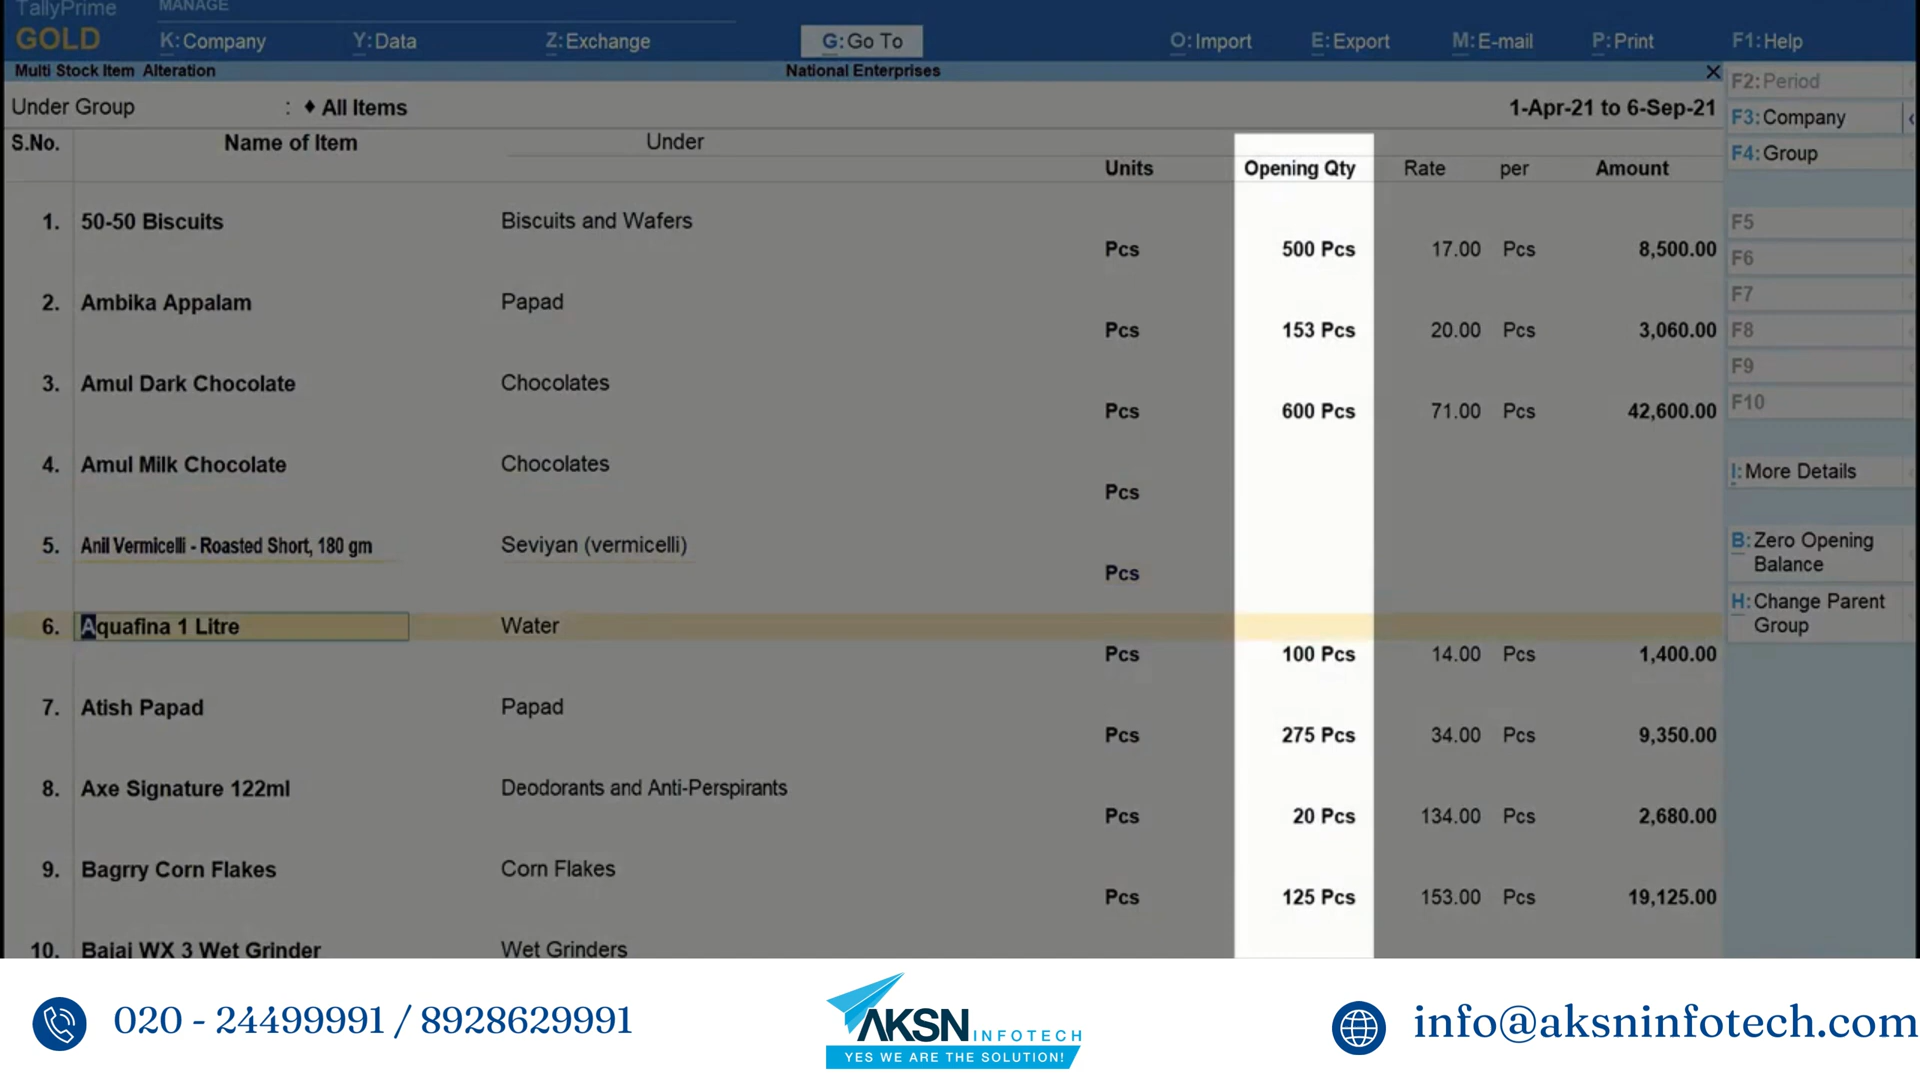 TallyPrime MANAGE
GOLD K:Company Y:Data Z:Exchange G:Go To O:Import E:Export M:E-mail P:Print F1:Help
Multi Stock Item Alteration National Enterprises X F2:Period
Under Group : ♦ All Items 1-Apr-21 to 6-Sep-21 F3:Company
S.No. Name of Item Under
Units Opening Qty Rate per Amount F4:Group
1. 50-50 Biscuits Biscuits and Wafers F5
Pcs 500 Pcs 17.00 Pcs 8,500.00 F6
2. Ambika Appalam Papad F7
Pcs 153 Pcs 20.00 Pcs 3,060.00 F8
3. Amul Dark Chocolate Chocolates F9
Pcs 600 Pcs 71.00 Pcs 42,600.00 F10
4. Amul Milk Chocolate Chocolates I:More Details
Pcs
5. Anil Vermicelli - Roasted Short, 180 gm Seviyan (vermicelli) B:Zero Opening
Balance
Pcs
H:Change Parent
6. Aquafina 1 Litre Water Group
Pcs 100 Pcs 14.00 Pcs 1,400.00
7. Atish Papad Papad
Pcs 275 Pcs 34.00 Pcs 9,350.00
8. Axe Signature 122ml Deodorants and Anti-Perspirants
Pcs 20 Pcs 134.00 Pcs 2,680.00
9. Bagrry Corn Flakes Corn Flakes
Pcs 125 Pcs 153.00 Pcs 19,125.00
10. Bajaj WX 3 Wet Grinder Wet Grinders
020 - 24499991 / 8928629991 AKSN INFOTECH info@aksninfotech.com
YES WE ARE THE SOLUTION!